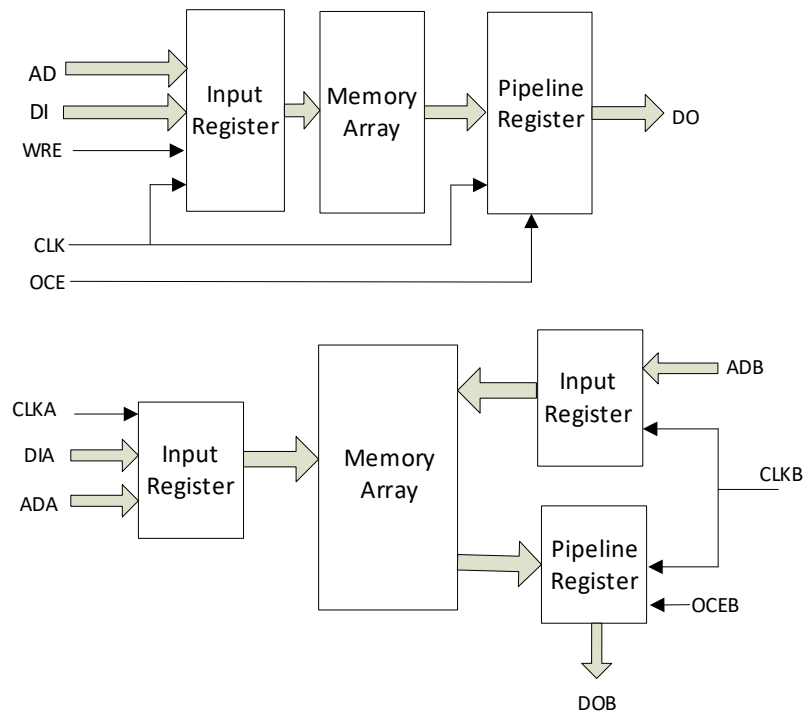 AD
DI
WRE
CLK
OCE
Input
Register
Memory
Array
Pipeline
Register
DO
CLKA
DIA
ADA
Input
Register
Memory
Array
Input
Register
ADB
CLKB
Pipeline
Register
OCEB
DOB